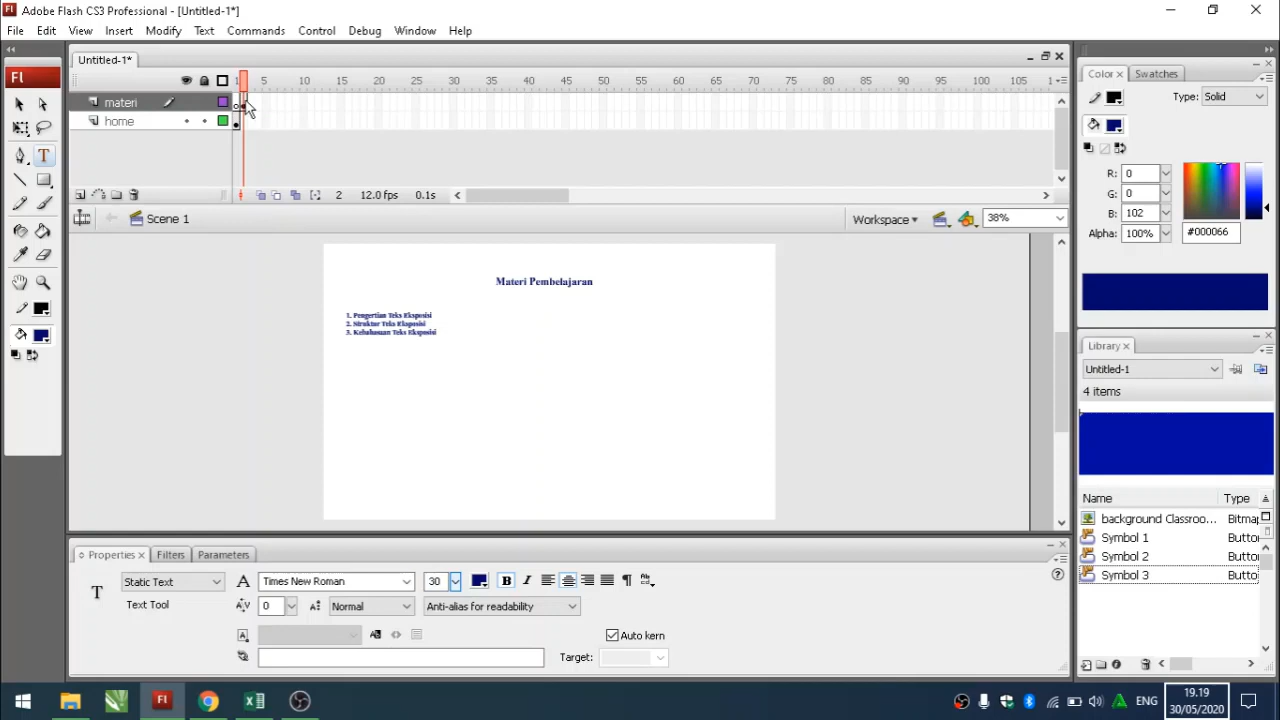 Adobe Flash CS3 Professional - [Untitled-1*]
File Edit View Insert Modify Text Commands Control Debug Window Help
Untitled-1*
1 5 10 15 20 25 30 35 40 45 50 55 60 65 70 75 80 85 90 95 100 105 1
materi
home
2 12.0 fps 0.1s
Scene 1
Workspace
38%
Materi Pembelajaran
1. Pengertian Teks Eksposisi
2. Struktur Teks Eksposisi
3. Kebahasaan Teks Eksposisi
Properties Filters Parameters
Static Text
Text Tool
Times New Roman
30
0
Normal
Anti-alias for readability
Auto kern
Target:
Fl
Color Swatches
Type: Solid
R: 0
G: 0
B: 102
Alpha: 100%
#000066
Library
Untitled-1
4 items
Name Type
background Classroo... Bitmap
Symbol 1 Butto
Symbol 2 Butto
Symbol 3 Butto
ENG
19.19
30/05/2020